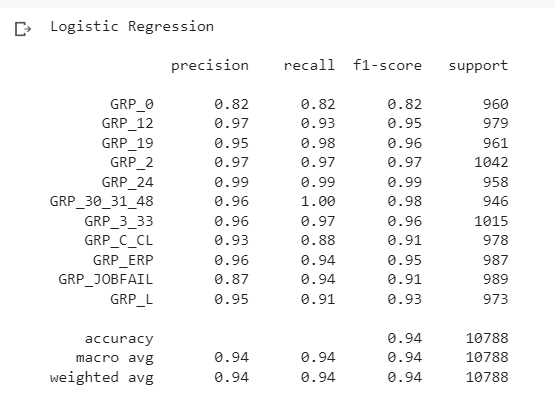 Logistic Regression
precision recall f1-score support
GRP_0 0.82 0.82 0.82 960
GRP_12 0.97 0.93 0.95 979
GRP_19 0.95 0.98 0.96 961
GRP_2 0.97 0.97 0.97 1042
GRP_24 0.99 0.99 0.99 958
GRP_30_31_48 0.96 1.00 0.98 946
GRP_3_33 0.96 0.97 0.96 1015
GRP_C_CL 0.93 0.88 0.91 978
GRP_ERP 0.96 0.94 0.95 987
GRP_JOBFAIL 0.87 0.94 0.91 989
GRP_L 0.95 0.91 0.93 973
accuracy 0.94 10788
macro avg 0.94 0.94 0.94 10788
weighted avg 0.94 0.94 0.94 10788